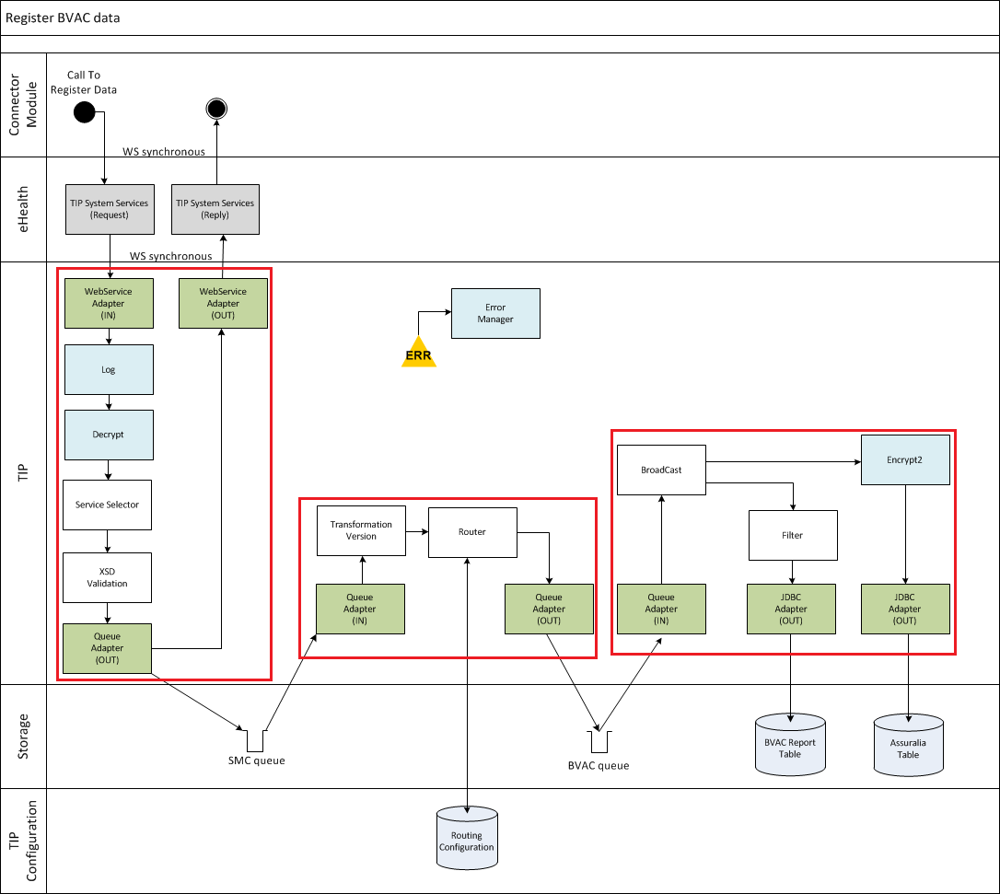 Register BVAC data
Connector
Module
Call To
Register Data
WS synchronous
eHealth
TIP System Services
(Request)
TIP System Services
(Reply)
WS synchronous
TIP
WebService
Adapter
(IN)
WebService
Adapter
(OUT)
Log
Decrypt
Service Selector
XSD
Validation
Queue
Adapter
(OUT)
ERR
Error
Manager
Transformation
Version
Router
Queue
Adapter
(IN)
Queue
Adapter
(OUT)
BroadCast
Encrypt2
Filter
Queue
Adapter
(IN)
JDBC
Adapter
(OUT)
JDBC
Adapter
(OUT)
Storage
SMC queue
BVAC queue
BVAC Report
Table
Assuralia
Table
TIP
Configuration
Routing
Configuration